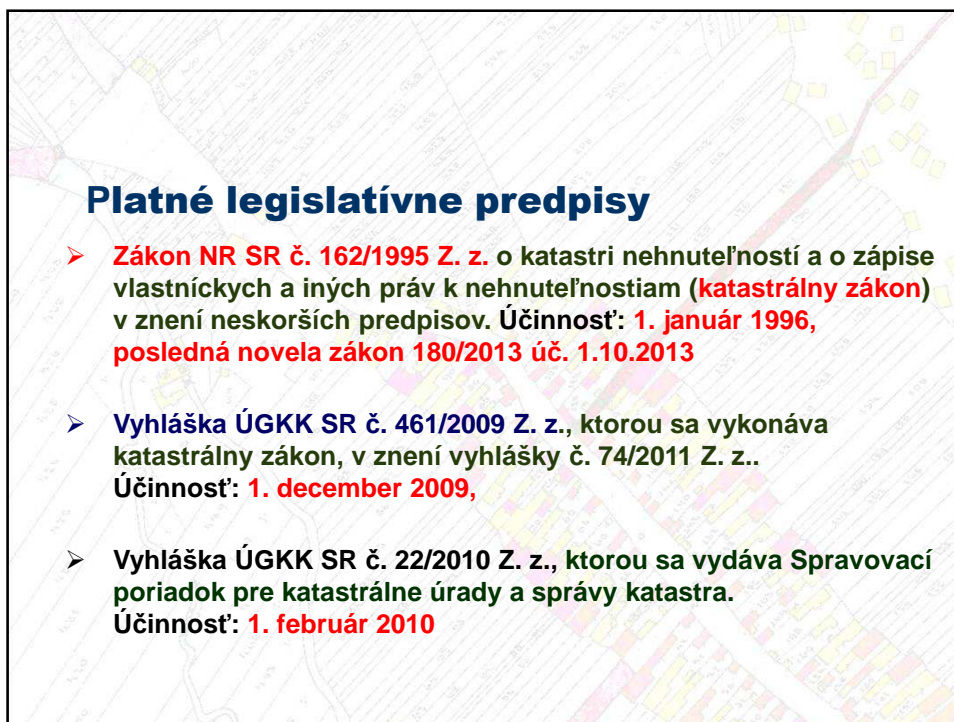 Platné legislatívne predpisy
➢ Zákon NR SR č. 162/1995 Z. z. o katastri nehnuteľností a o zápise
vlastníckych a iných práv k nehnuteľnostiam (katastrálny zákon)
v znení neskorších predpisov. Účinnosť: 1. január 1996,
posledná novela zákon 180/2013 úč. 1.10.2013
➢ Vyhláška ÚGKK SR č. 461/2009 Z. z., ktorou sa vykonáva
katastrálny zákon, v znení vyhlášky č. 74/2011 Z. z..
Účinnosť: 1. december 2009,
➢ Vyhláška ÚGKK SR č. 22/2010 Z. z., ktorou sa vydáva Spravovací
poriadok pre katastrálne úrady a správy katastra.
Účinnosť: 1. február 2010